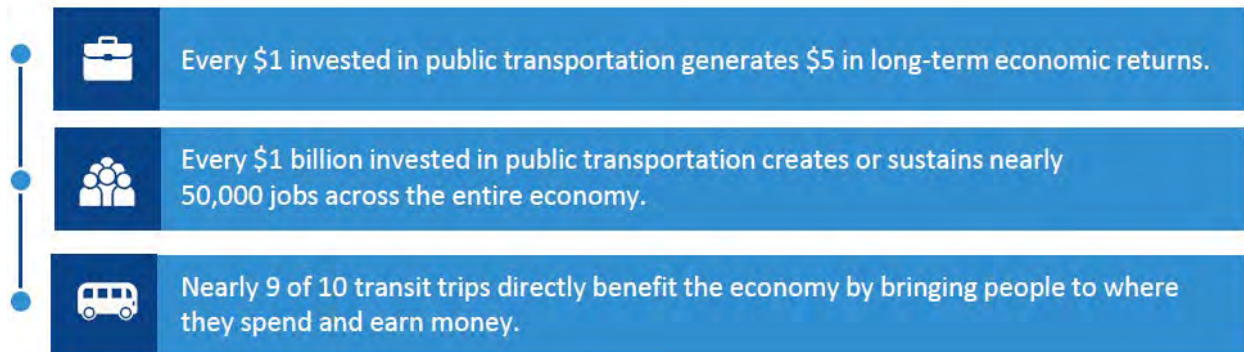 Every $1 invested in public transportation generates $5 in long-term economic returns.
Every $1 billion invested in public transportation creates or sustains nearly
50,000 jobs across the entire economy.
Nearly 9 of 10 transit trips directly benefit the economy by bringing people to where
they spend and earn money.